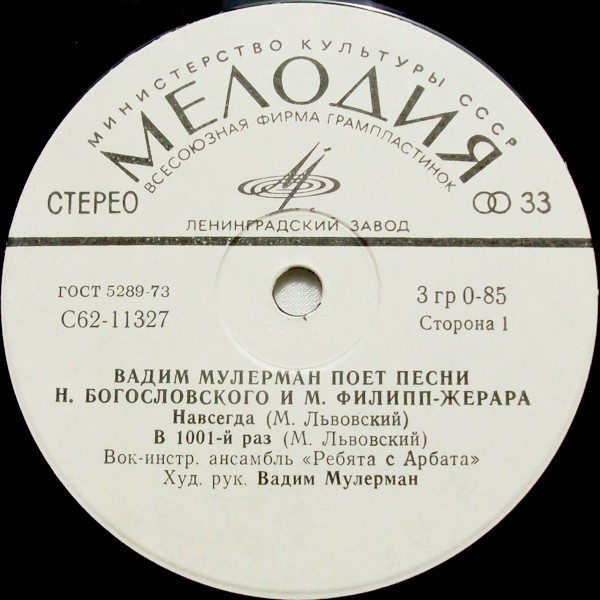 МИНИСТЕРСТВО КУЛЬТУРЫ СССР
МЕЛОДИЯ
ВСЕСОЮЗНАЯ ФИРМА ГРАМПЛАСТИНОК
СТЕРЕО
33
ЛЕНИНГРАДСКИЙ ЗАВОД
ГОСТ 5289-73
3 гр 0-85
С62-11327
Сторона 1
ВАДИМ МУЛЕРМАН ПОЕТ ПЕСНИ
Н. БОГОСЛОВСКОГО И М. ФИЛИПП-ЖЕРАРА
Навсегда (М. Львовский)
В 1001-й раз (М. Львовский)
Вок-инстр. ансамбль «Ребята с Арбата»
Худ. рук. Вадим Мулерман